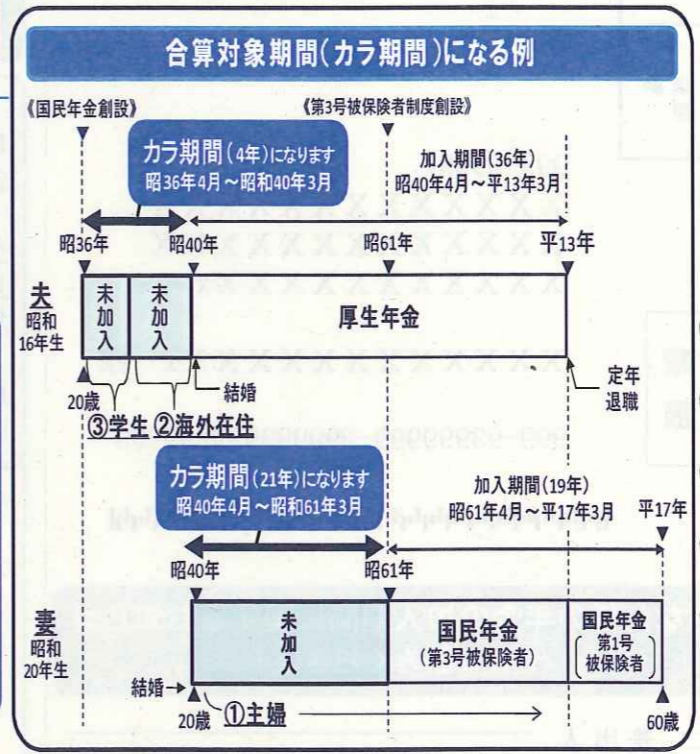 合算対象期間(カラ期間)になる例
《国民年金創設》
《第3号被保険者制度創設》
カラ期間(4年)になります
昭36年4月～昭和40年3月
加入期間(36年)
昭40年4月～平13年3月
昭36年
昭40年
昭61年
平13年
夫
昭和
16年生
未加入
未加入
厚生年金
20歳
③学生
②海外在住
結婚
定年
退職
カラ期間(21年)になります
昭40年4月～昭和61年3月
加入期間(19年)
昭61年4月～平17年3月
平17年
昭40年
昭61年
妻
昭和
20年生
未加入
国民年金
(第3号被保険者)
国民年金
第1号
被保険者
結婚
20歳
①主婦
60歳